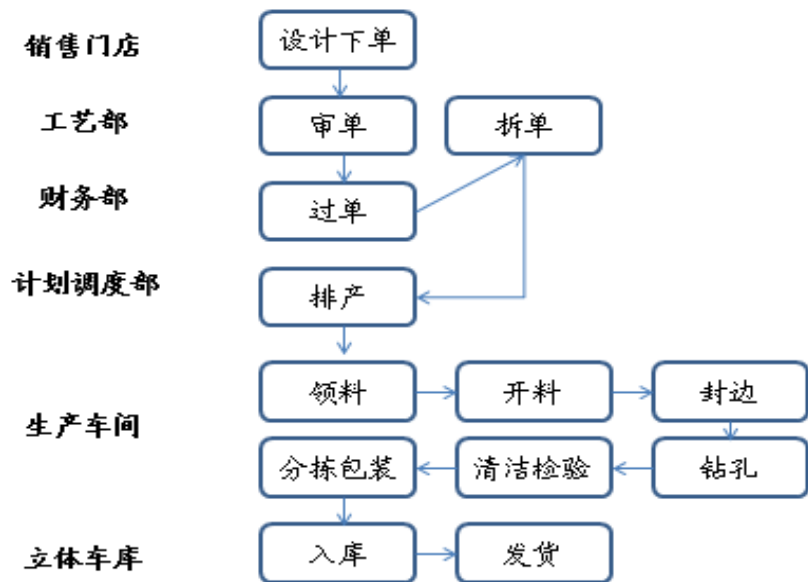 销售门店 设计下单
工艺部 审单 拆单
财务部 过单
计划调度部 排产
领料 开料 封边
生产车间
分拣包装 清洁检验 钻孔
立体车库 入库 发货